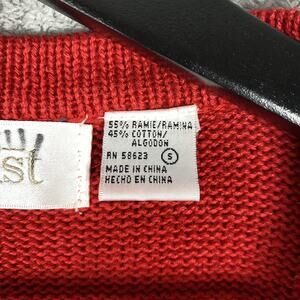 st
55% RAMIE/RAMINA
45% COTTON/
ALGODON
RN 58623 S
MADE IN CHINA
HECHO EN CHINA